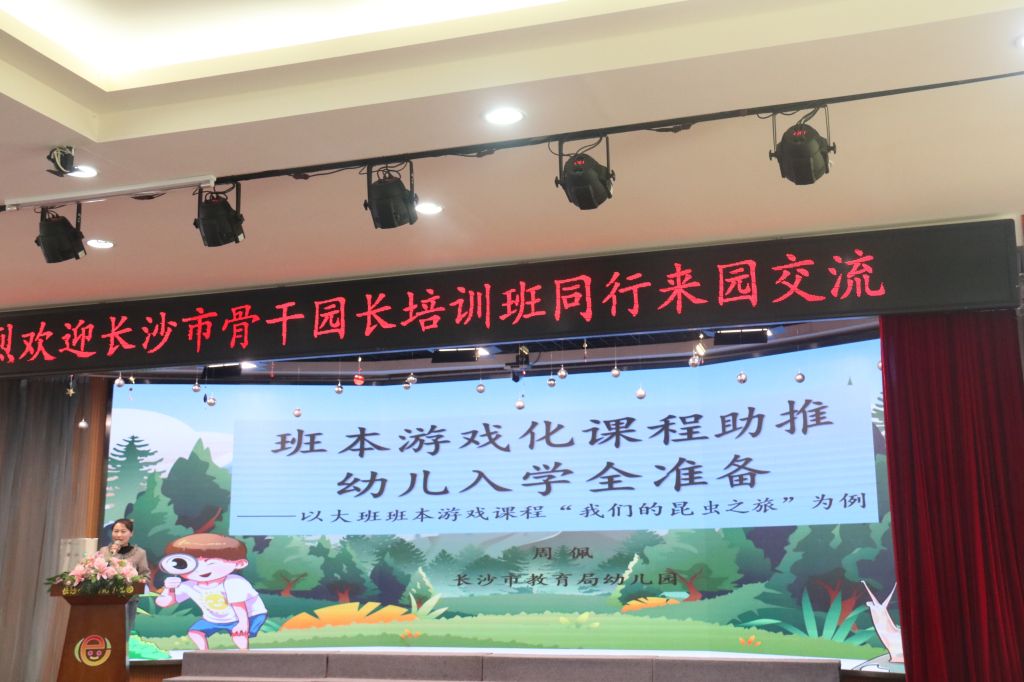 烈欢迎长沙市骨干园长培训班同行来园交流
班本游戏化课程助推
幼儿入学全准备
——以大班班本游戏课程“我们的昆虫之旅”为例
周 佩
长沙市教育局幼儿园